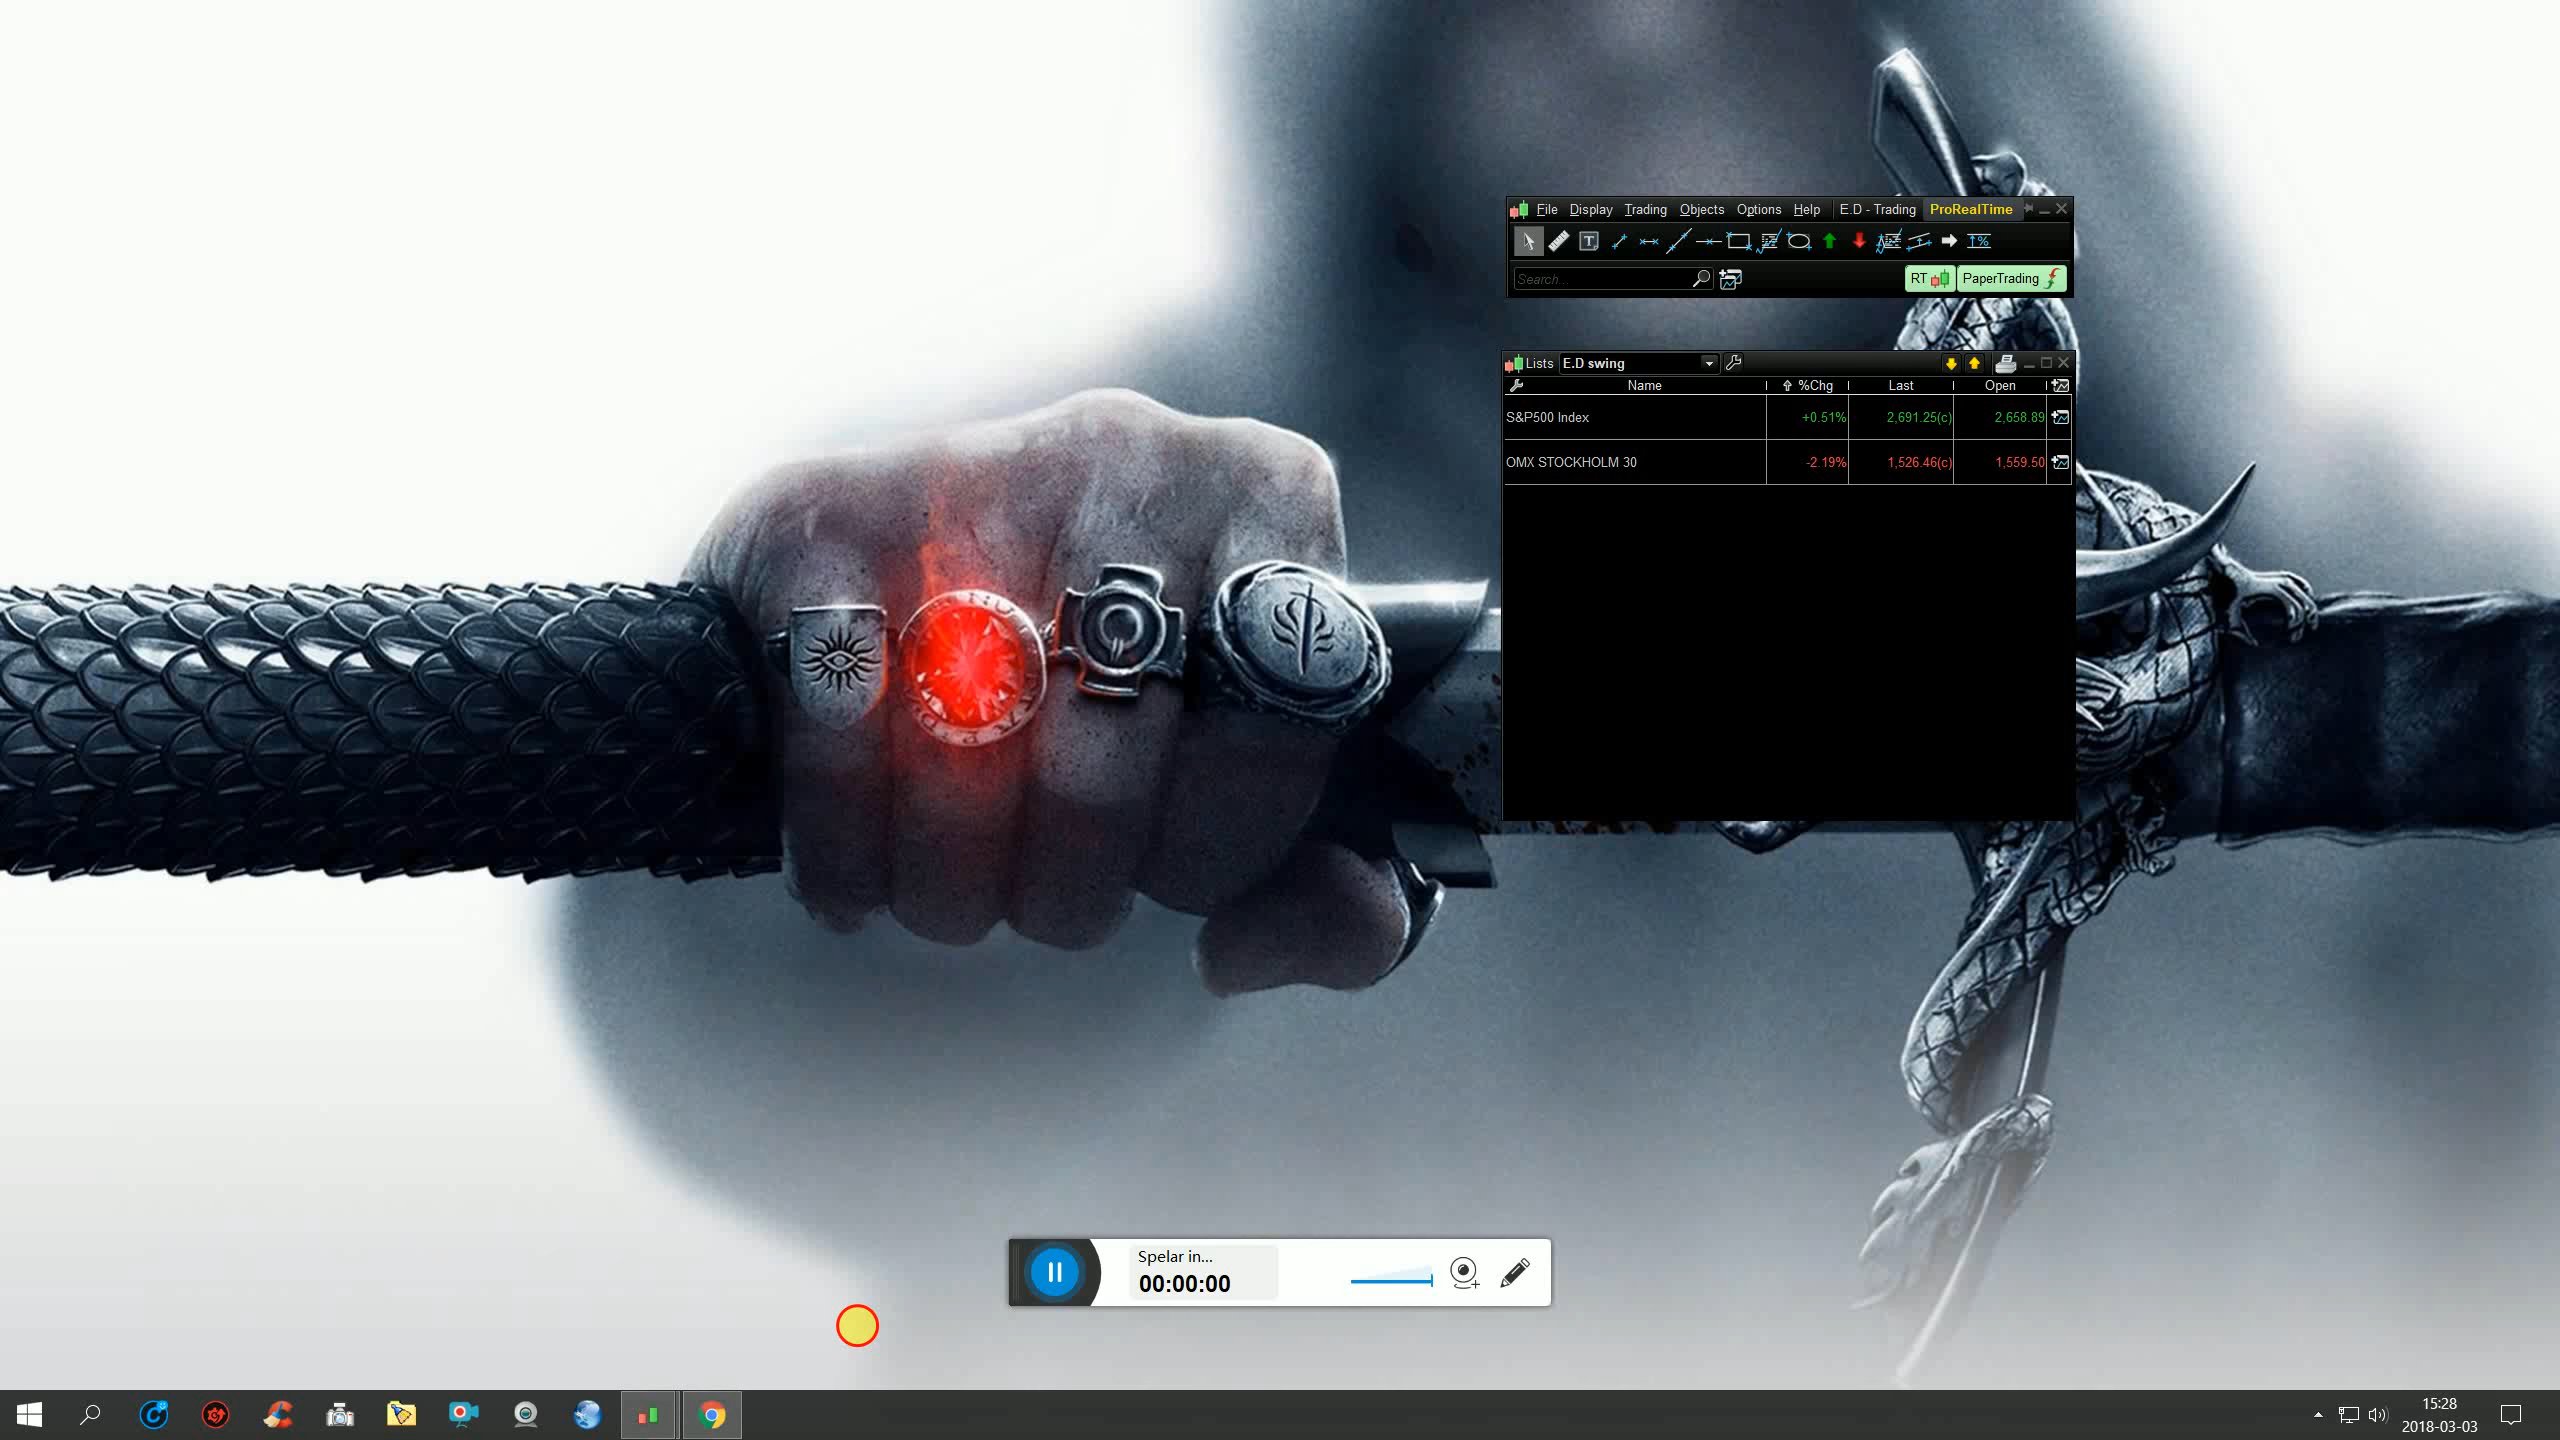 File Display Trading Objects Options Help E.D - Trading ProRealTime
Search...
RT PaperTrading
Lists E.D swing
Name %Chg Last Open
S&P500 Index +0.51% 2,691.25(c) 2,658.89
OMX STOCKHOLM 30 -2.19% 1,526.46(c) 1,559.50
Spelar in...
00:00:00
15:28
2018-03-03